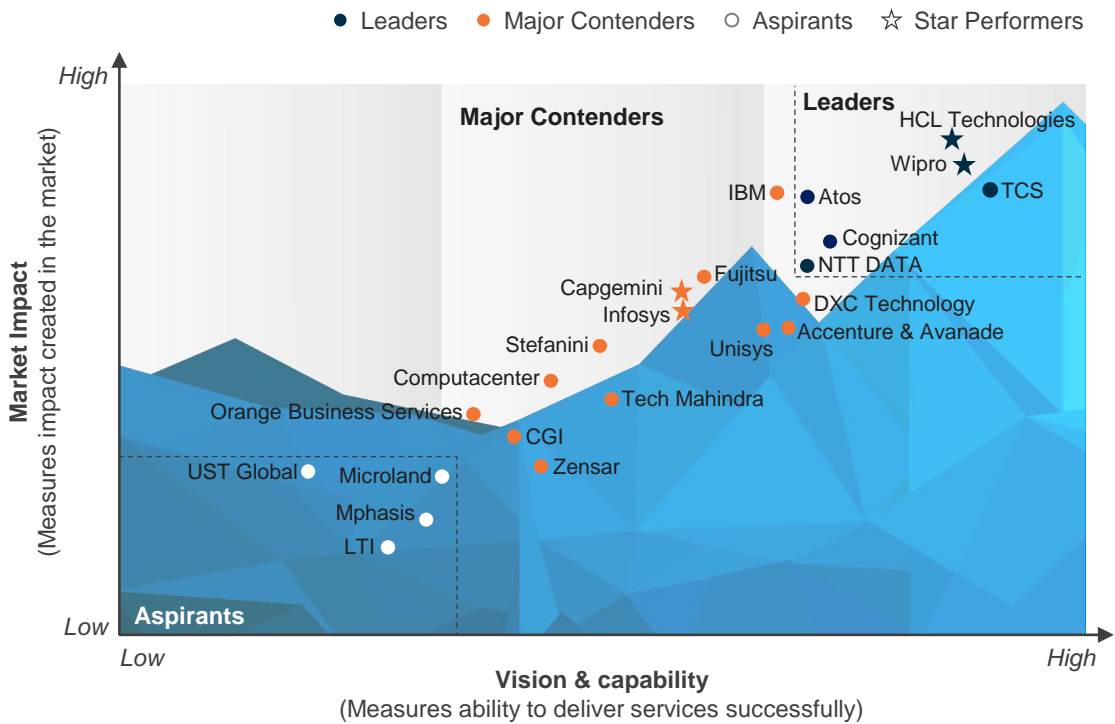 Leaders
Major Contenders
Aspirants
Star Performers
High
Major Contenders
Leaders
HCL Technologies
Wipro
IBM
Atos
TCS
Cognizant
NTT DATA
Fujitsu
Capgemini
Infosys
DXC Technology
Accenture & Avanade
Unisys
Stefanini
Computacenter
Tech Mahindra
Orange Business Services
CGI
Zensar
UST Global
Microland
Mphasis
LTI
Aspirants
Low
Market Impact
(Measures impact created in the market)
Low
High
Vision & capability
(Measures ability to deliver services successfully)